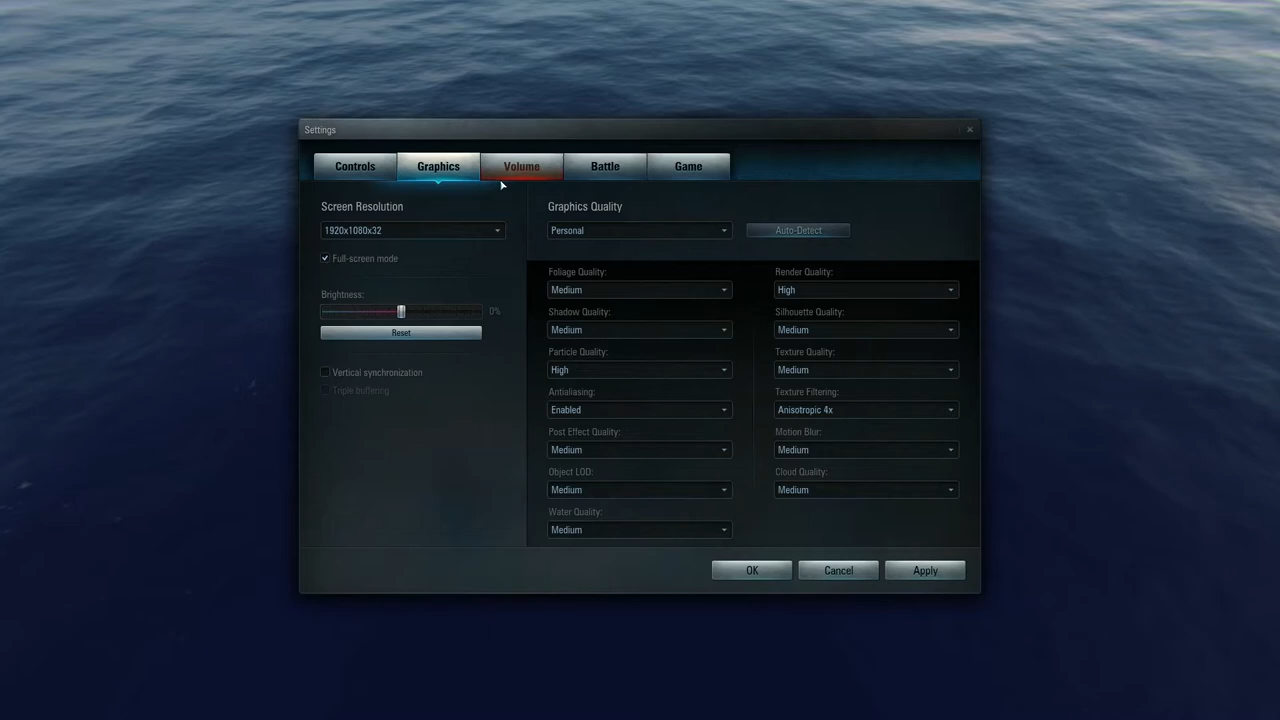 Settings
Controls
Graphics
Volume
Battle
Game
Screen Resolution
1920x1080x32
Full-screen mode
Brightness:
0%
Reset
Vertical synchronization
Triple buffering
Graphics Quality
Personal
Auto-Detect
Foliage Quality:
Medium
Shadow Quality:
Medium
Particle Quality:
High
Antialiasing:
Enabled
Post Effect Quality:
Medium
Object LOD:
Medium
Water Quality:
Medium
Render Quality:
High
Silhouette Quality:
Medium
Texture Quality:
Medium
Texture Filtering:
Anisotropic 4x
Motion Blur:
Medium
Cloud Quality:
Medium
OK
Cancel
Apply